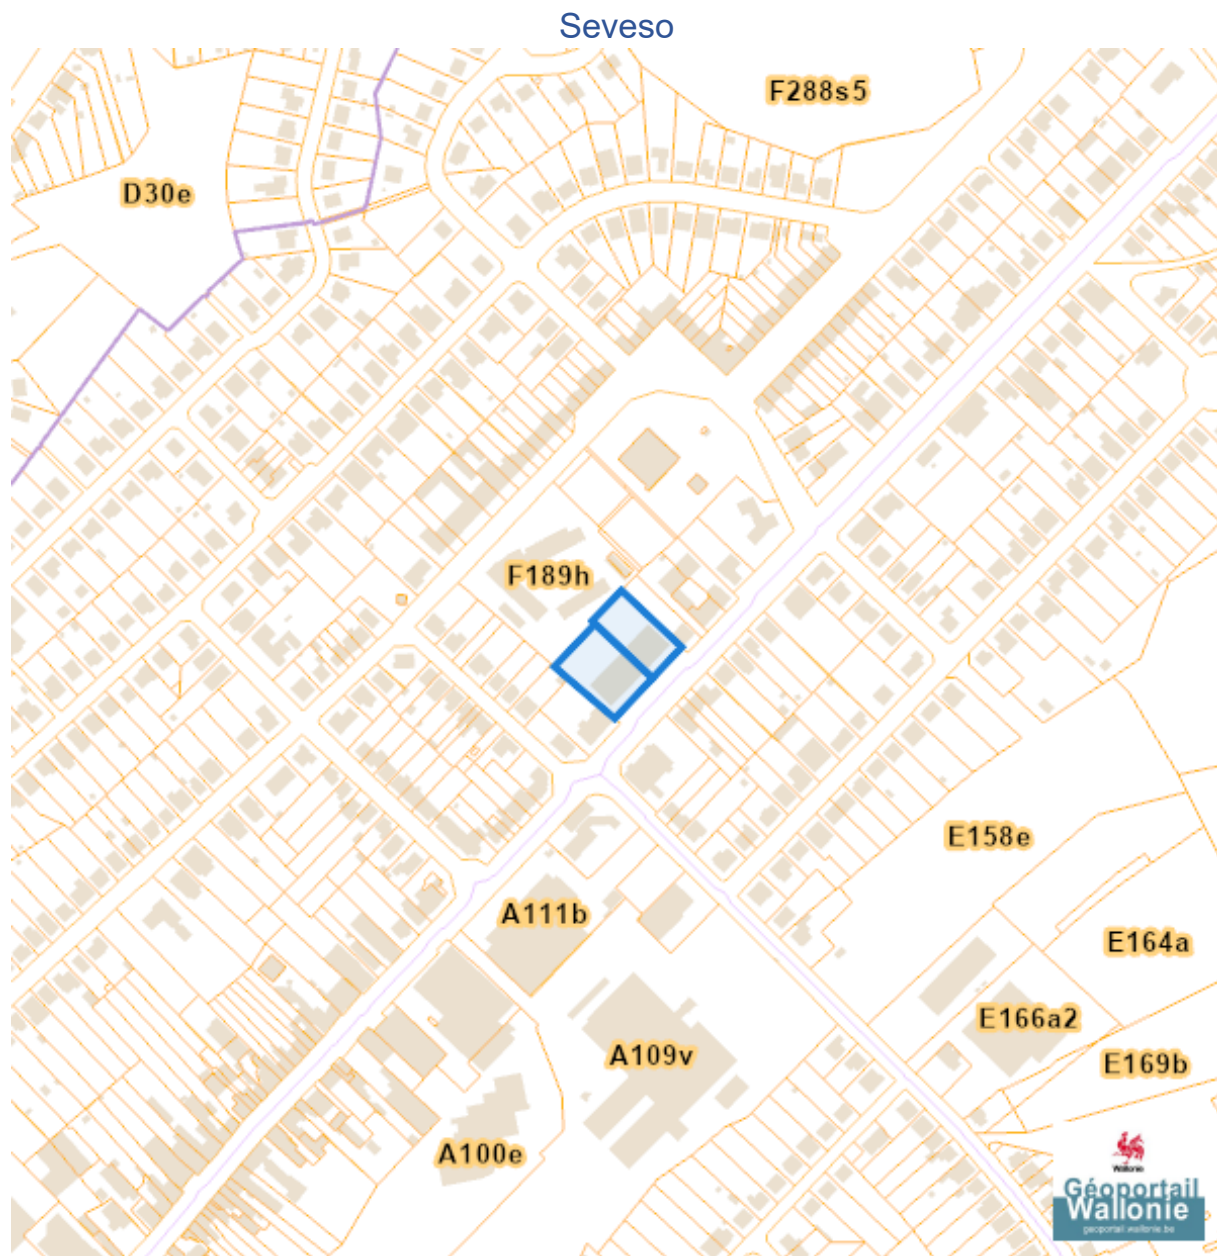 Seveso
F288s5
D30e
F189h
E158e
A111b
E164a
E166a2
A109v
E169b
A100e
Wallonie
Géoportail
Wallonie
geoportail.wallonie.be